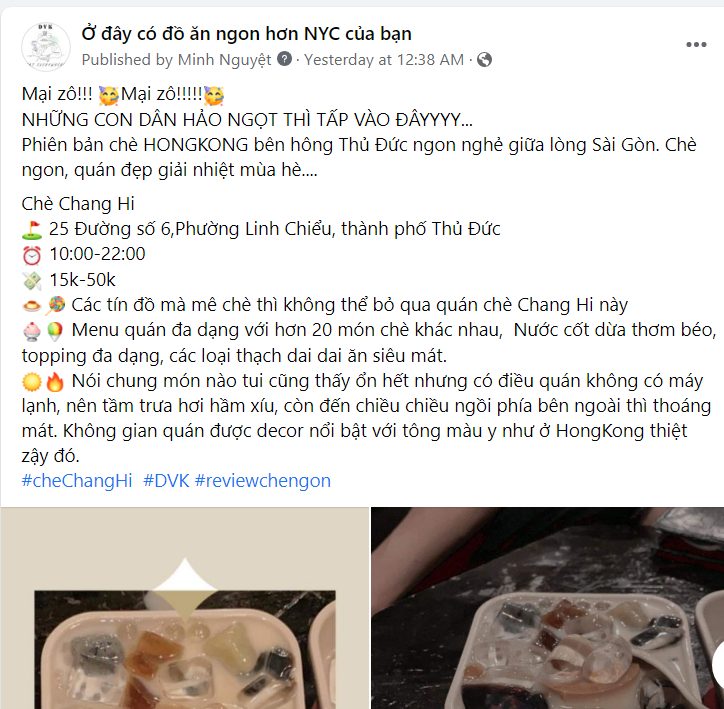 DVK
Ở đây có đồ ăn ngon hơn NYC của bạn
Published by Minh Nguyệt ? · Yesterday at 12:38 AM ·
Mại zô!!! 🥳Mại zô!!!!!🥳
NHỮNG CON DÂN HẢO NGỌT THÌ TẤP VÀO ĐÂYYYY...
Phiên bản chè HONGKONG bên hông Thủ Đức ngon nghẻ giữa lòng Sài Gòn. Chè
ngon, quán đẹp giải nhiệt mùa hè....
Chè Chang Hi
⛳ 25 Đường số 6,Phường Linh Chiểu, thành phố Thủ Đức
⏰ 10:00-22:00
💸 15k-50k
🍮 🍭 Các tín đồ mà mê chè thì không thể bỏ qua quán chè Chang Hi này
🍨 🍧 Menu quán đa dạng với hơn 20 món chè khác nhau, Nước cốt dừa thơm béo,
topping đa dạng, các loại thạch dai dai ăn siêu mát.
☀️🔥 Nói chung món nào tui cũng thấy ổn hết nhưng có điều quán không có máy
lạnh, nên tầm trưa hơi hầm xíu, còn đến chiều chiều ngồi phía bên ngoài thì thoáng
mát. Không gian quán được decor nổi bật với tông màu y như ở HongKong thiệt
zậy đó.
#cheChangHi #DVK #reviewchengon